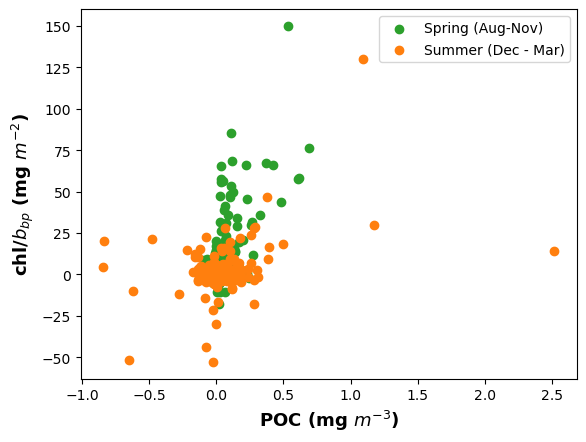 Spring (Aug-Nov)
Summer (Dec - Mar)
150
125
100
75
50
25
0
−25
−50
chl/b_bp (mg m^−2)
−1.0 −0.5 0.0 0.5 1.0 1.5 2.0 2.5
POC (mg m^−3)